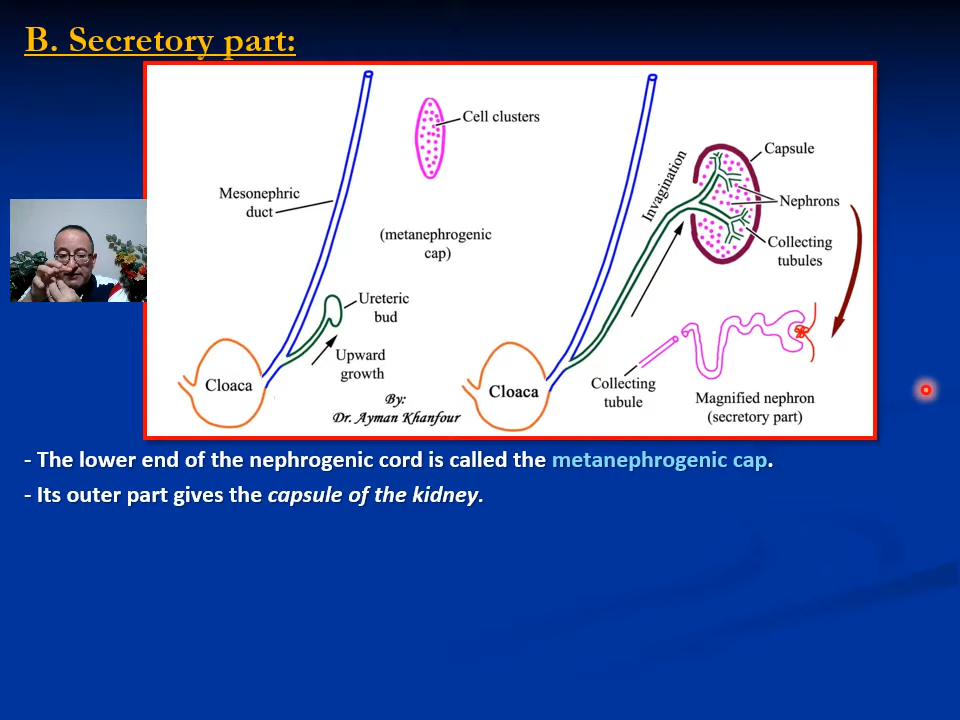 B. Secretory part:
Cell clusters
Mesonephric
duct
(metanephrogenic
cap)
Ureteric
bud
Upward
growth
Cloaca
By:
Dr. Ayman Khanfour
Invagination
Capsule
Nephrons
Collecting
tubules
Cloaca
Collecting
tubule
Magnified nephron
(secretory part)
- The lower end of the nephrogenic cord is called the metanephrogenic cap.
- Its outer part gives the capsule of the kidney.